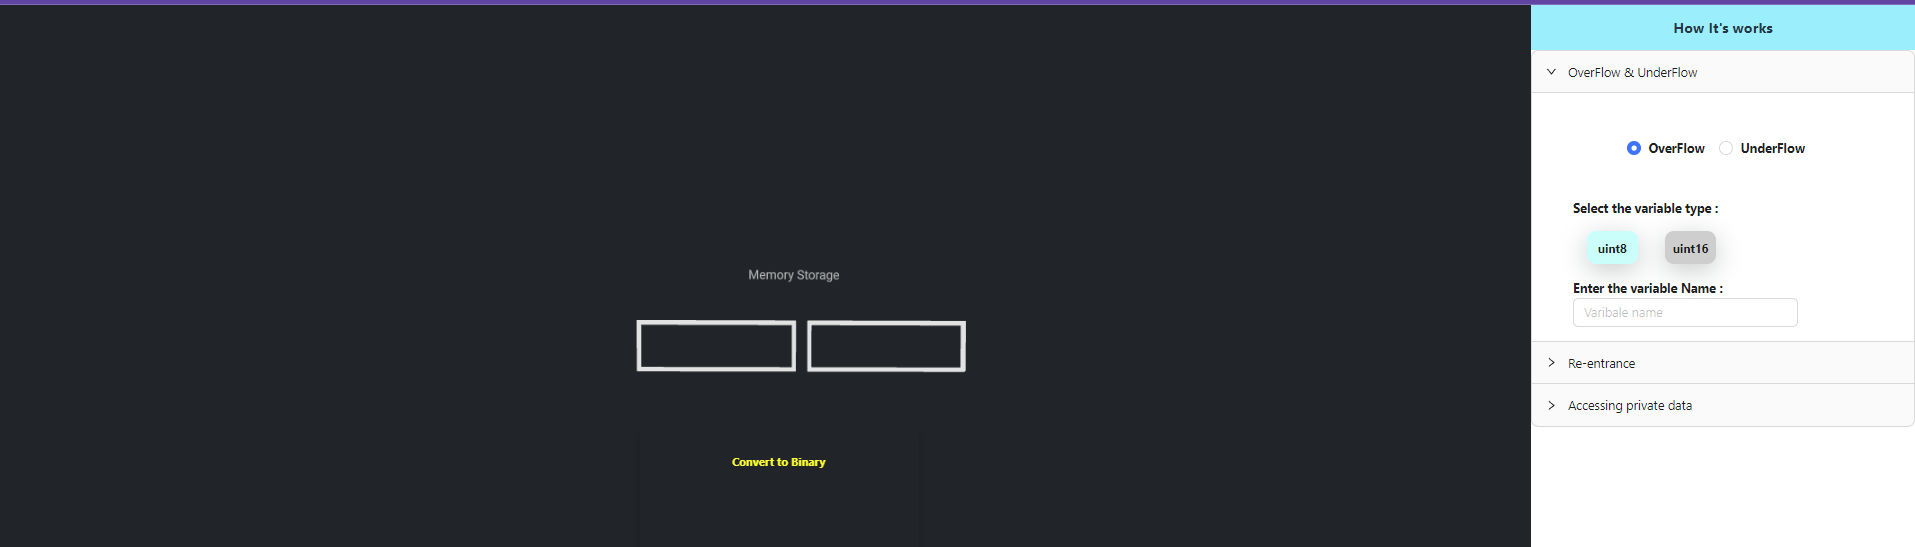 How It's works
OverFlow & UnderFlow
OverFlow UnderFlow
Select the variable type :
uint8 uint16
Enter the variable Name :
Varibale name
Re-entrance
Accessing private data
Memory Storage
Convert to Binary